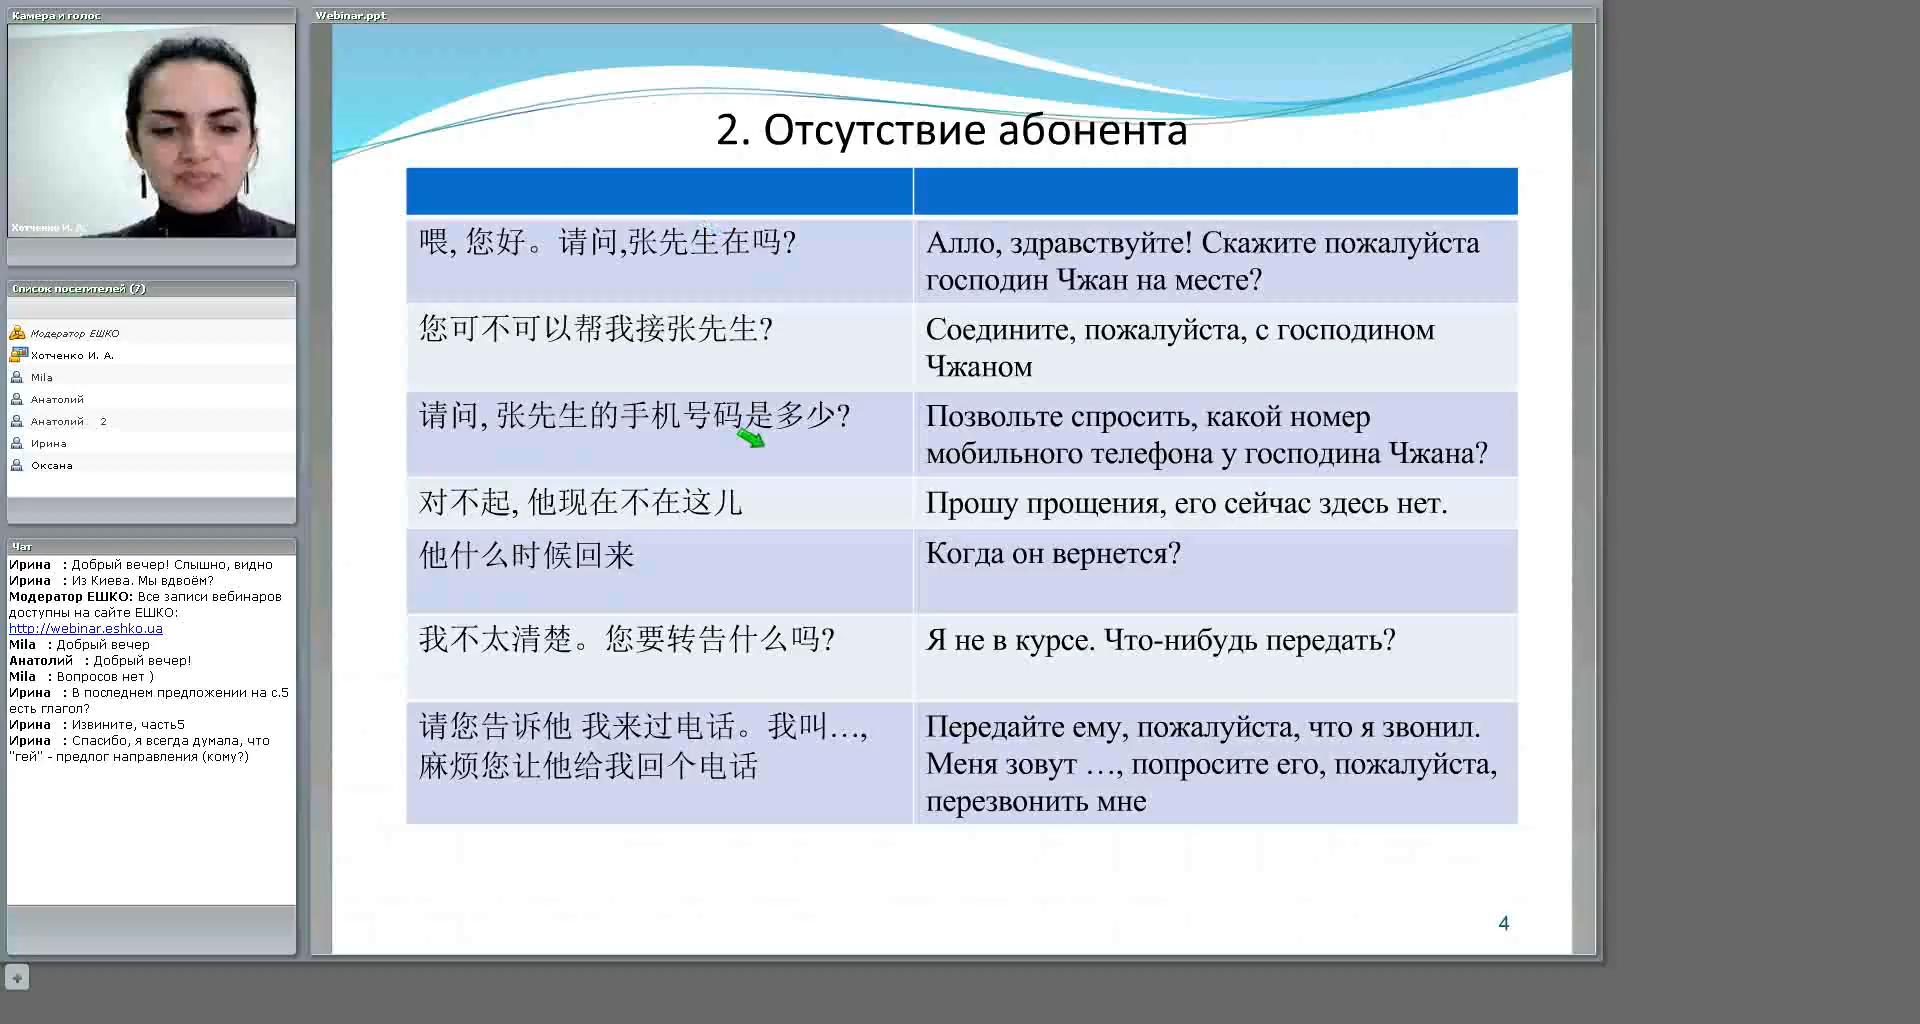 Камера и голос
Хотченко И. А.
Список посетителей (7)
Модератор ЕШКО
Хотченко И. А.
Mila
Анатолий
Анатолий 2
Ирина
Оксана
Чат
Ирина : Добрый вечер! Слышно, видно
Ирина : Из Киева. Мы вдвоём?
Модератор ЕШКО: Все записи вебинаров
доступны на сайте ЕШКО:
http://webinar.eshko.ua
Mila : Добрый вечер
Анатолий : Добрый вечер!
Mila : Вопросов нет )
Ирина : В последнем предложении на с.5
есть глагол?
Ирина : Извините, часть5
Ирина : Спасибо, я всегда думала, что
"гей" - предлог направления (кому?)
Webinar.ppt
2. Отсутствие абонента
喂, 您好。请问,张先生在吗?
Алло, здравствуйте! Скажите пожалуйста
господин Чжан на месте?
您可不可以帮我接张先生?
Соедините, пожалуйста, с господином
Чжаном
请问, 张先生的手机号码是多少?
Позвольте спросить, какой номер
мобильного телефона у господина Чжана?
对不起, 他现在不在这儿
Прошу прощения, его сейчас здесь нет.
他什么时候回来
Когда он вернется?
我不太清楚。您要转告什么吗?
Я не в курсе. Что-нибудь передать?
请您告诉他 我来过电话。我叫…,
麻烦您让他给我回个电话
Передайте ему, пожалуйста, что я звонил.
Меня зовут …, попросите его, пожалуйста,
перезвонить мне
4